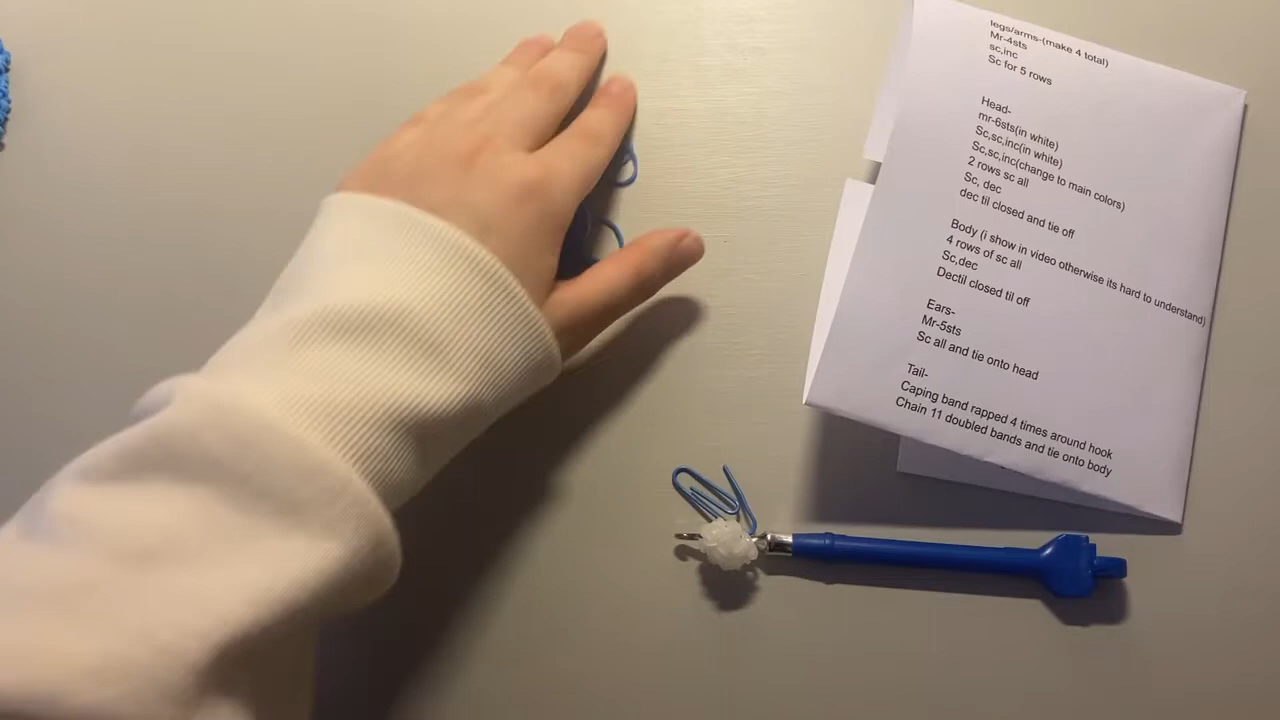 legs/arms-(make 4 total)
Mr-4sts
sc,inc
Sc for 5 rows
Head-
mr-6sts(in white)
Sc,sc,inc(in white)
Sc,sc,inc(change to main colors)
2 rows sc all
Sc, dec
dec til closed and tie off
Body (i show in video otherwise its hard to understand)
4 rows of sc all
Sc,dec
Dectil closed til off
Ears-
Mr-5sts
Sc all and tie onto head
Tail-
Caping band rapped 4 times around hook
Chain 11 doubled bands and tie onto body